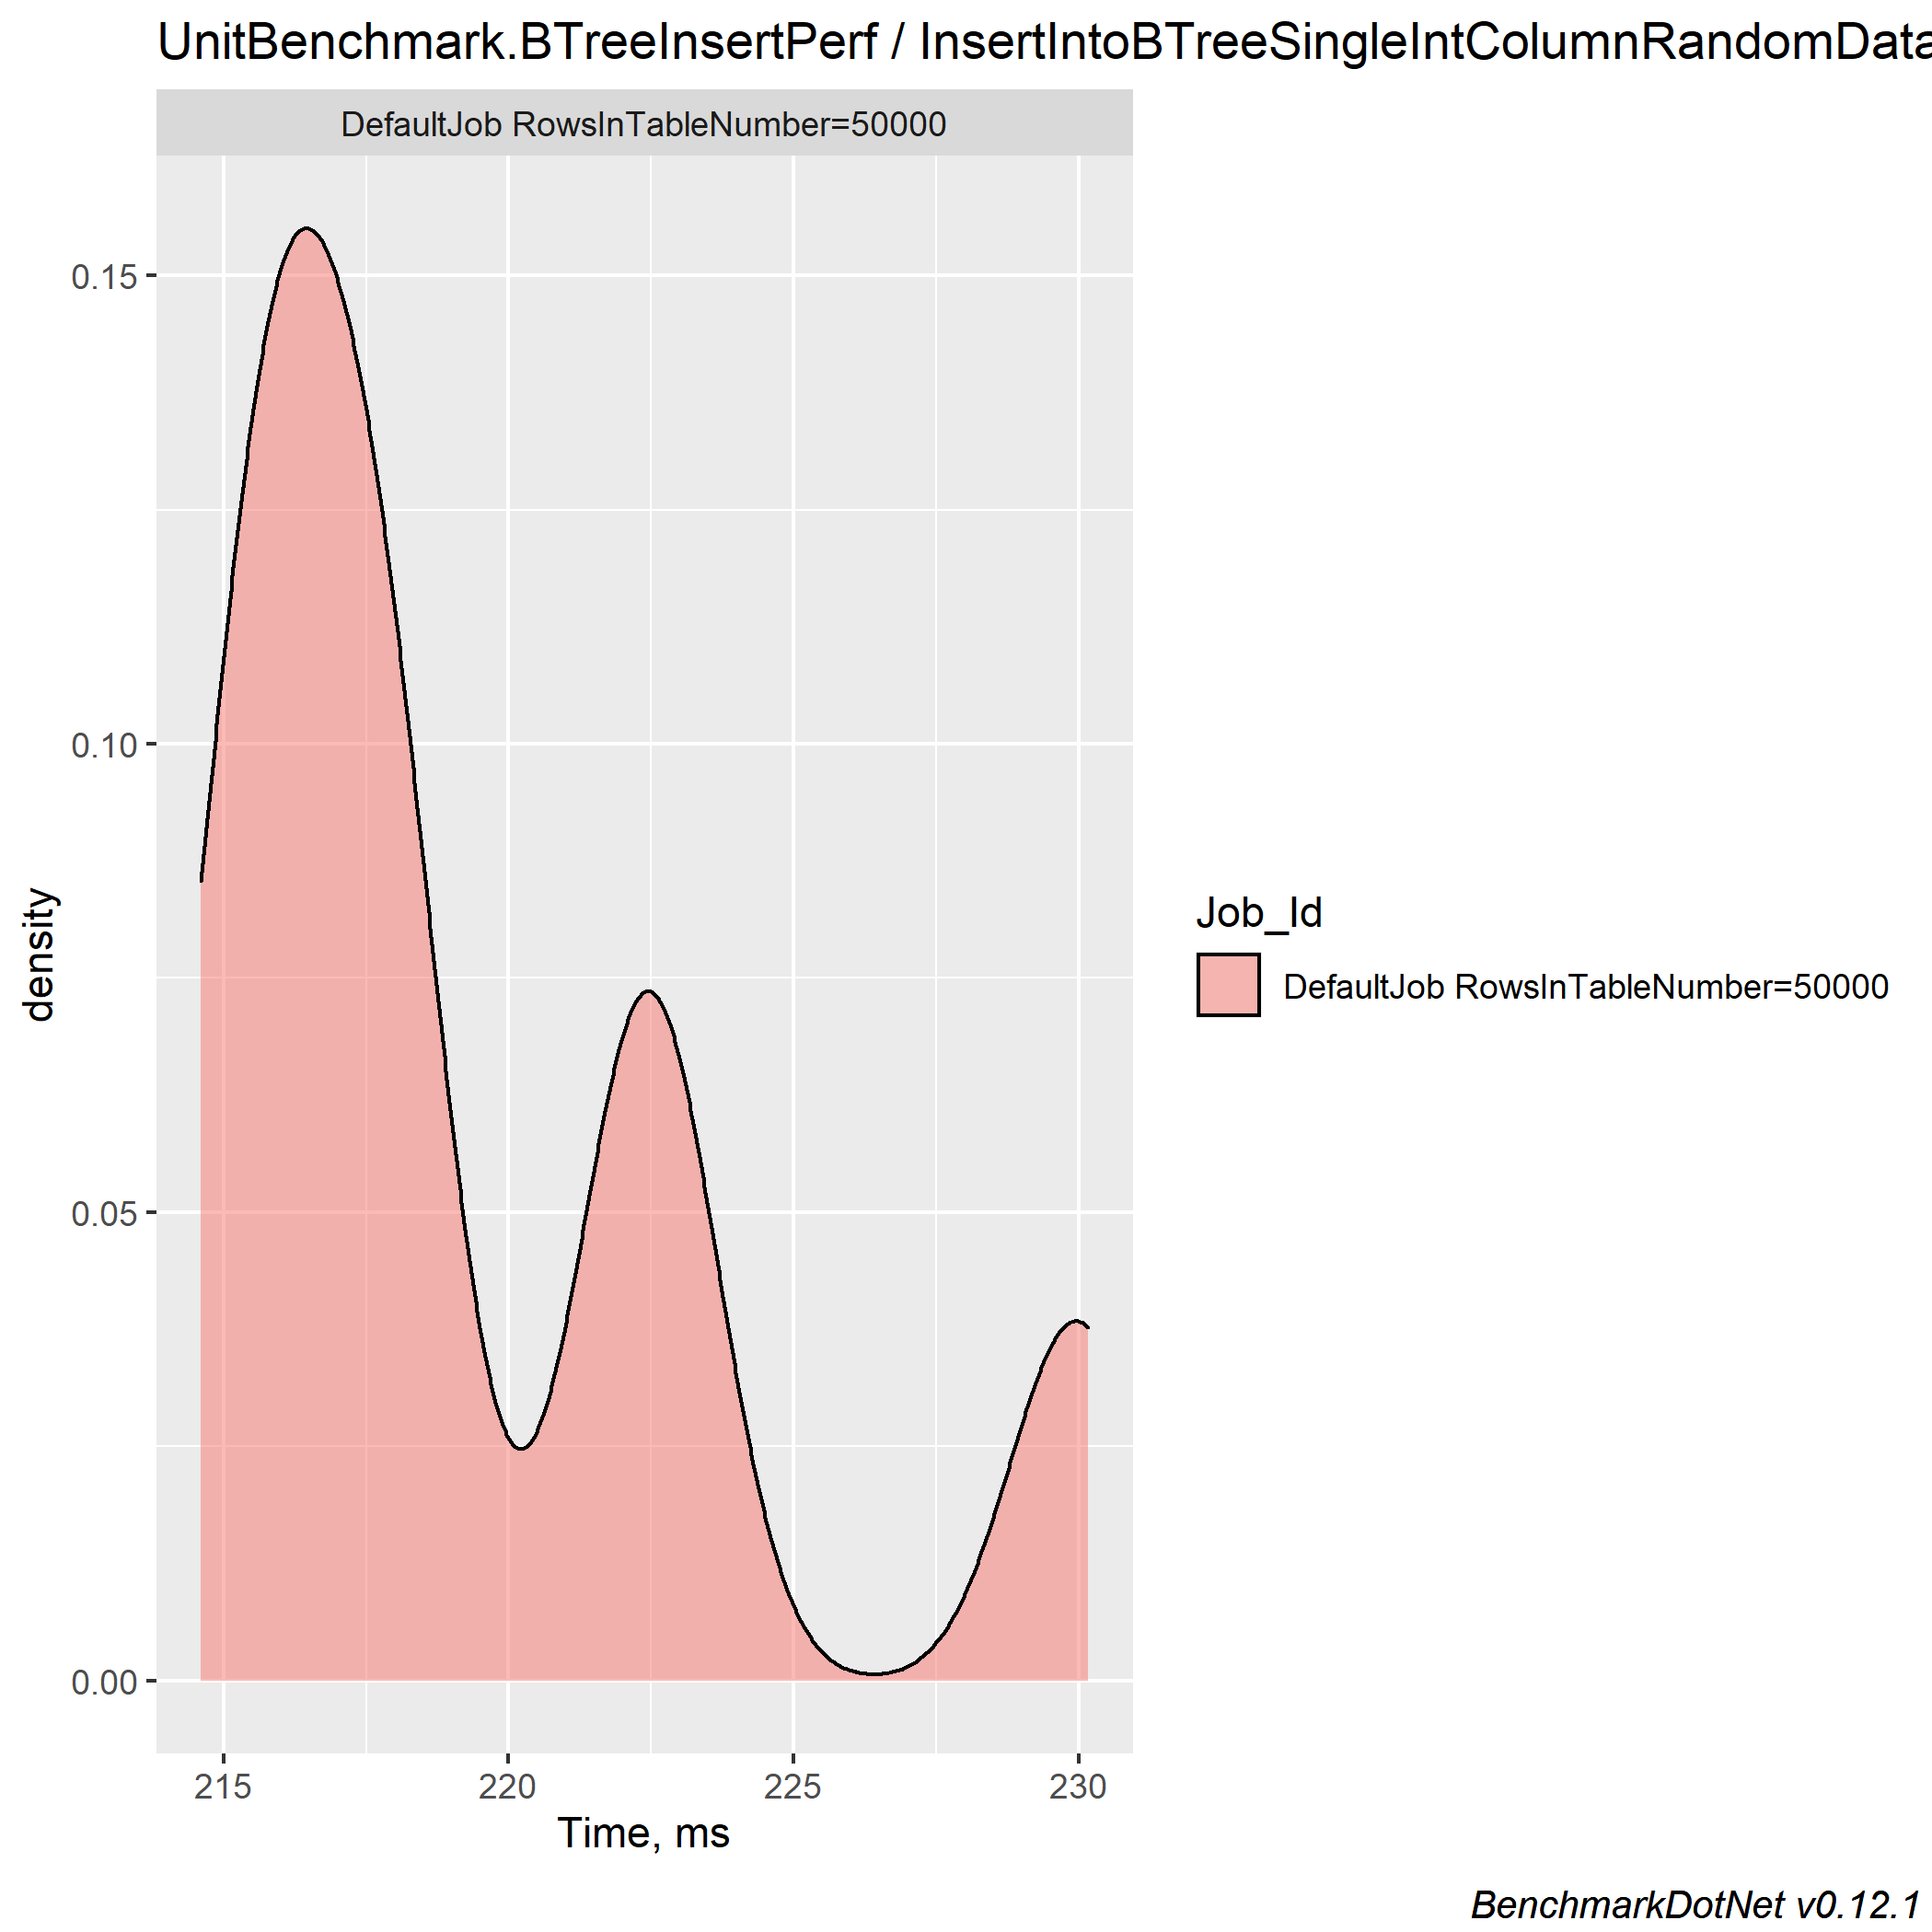 UnitBenchmark.BTreeInsertPerf / InsertIntoBTreeSingleIntColumnRandomData
DefaultJob RowsInTableNumber=50000
0.15
0.10
0.05
0.00
density
215 220 225 230
Time, ms
Job_Id
DefaultJob RowsInTableNumber=50000
BenchmarkDotNet v0.12.1